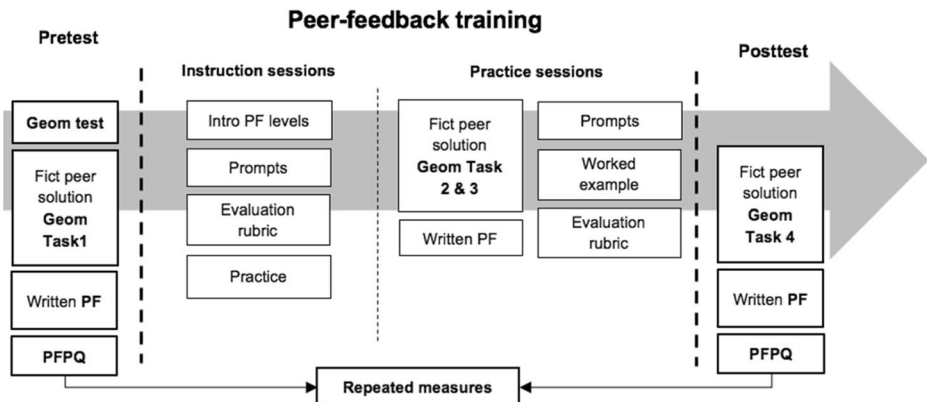 Peer-feedback training
Pretest
Posttest
Instruction sessions
Practice sessions
Geom test
Fict peer
solution
Geom
Task1
Written PF
PFPQ
Intro PF levels
Prompts
Evaluation
rubric
Practice
Fict peer
solution
Geom Task
2 & 3
Written PF
Prompts
Worked
example
Evaluation
rubric
Fict peer
solution
Geom
Task 4
Written PF
PFPQ
Repeated measures